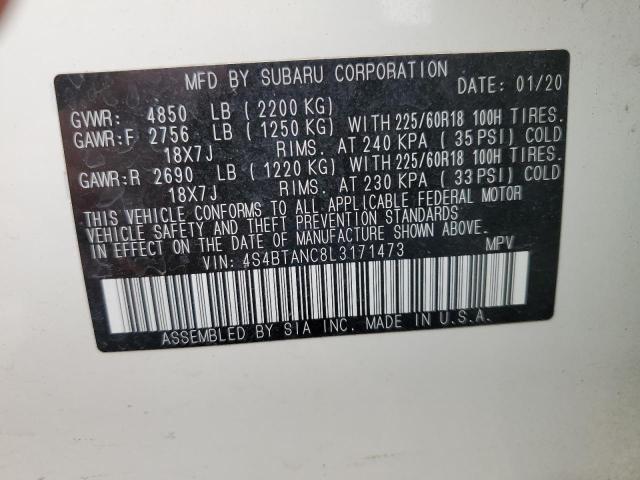 MFD BY SUBARU CORPORATION DATE: 01/20
GVWR: 4850 LB (2200 KG)
GAWR:F 2756 LB (1250 KG) WITH 225/60R18 100H TIRES.
18X7J RIMS. AT 240 KPA (35 PSI) COLD
GAWR:R 2690 LB (1220 KG) WITH 225/60R18 100H TIRES.
18X7J RIMS. AT 230 KPA (33 PSI) COLD
THIS VEHICLE CONFORMS TO ALL APPLICABLE FEDERAL MOTOR
VEHICLE SAFETY AND THEFT PREVENTION STANDARDS
IN EFFECT ON THE DATE OF MANUFACTURE SHOWN ABOVE.
VIN: 4S4BTANC8L3171473 MPV
ASSEMBLED BY SIA INC. MADE IN U.S.A.